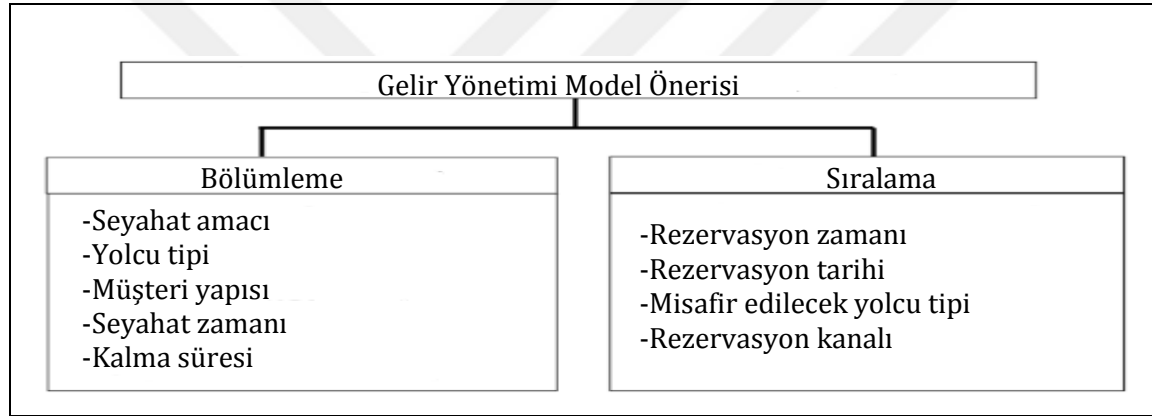 Gelir Yönetimi Model Önerisi
Bölümleme
-Seyahat amacı
-Yolcu tipi
-Müşteri yapısı
-Seyahat zamanı
-Kalma süresi
Sıralama
-Rezervasyon zamanı
-Rezervasyon tarihi
-Misafir edilecek yolcu tipi
-Rezervasyon kanalı